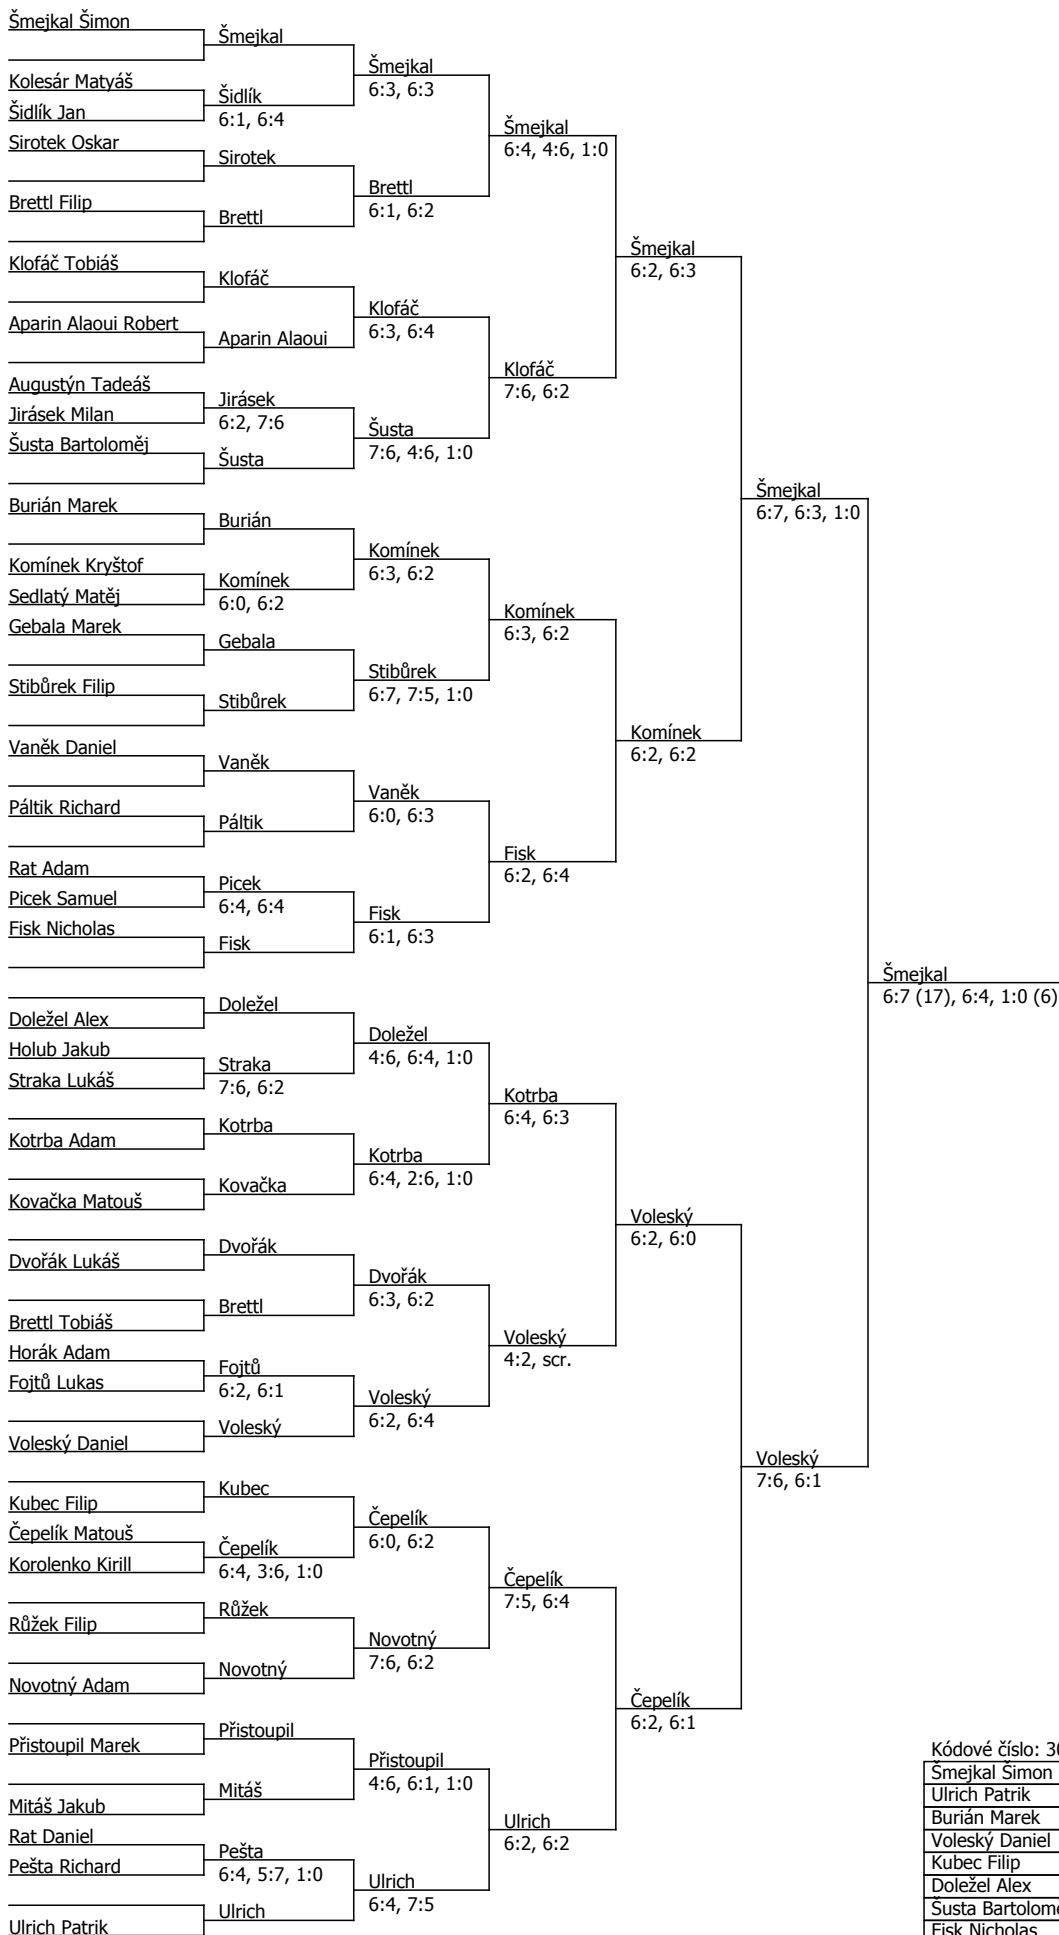 Šmejkal Šimon
Šmejkal
Šmejkal
6:3, 6:3
Kolesár Matyáš
Šidlík
6:1, 6:4
Šidlík Jan
Šmejkal
6:4, 4:6, 1:0
Sirotek Oskar
Sirotek
Brettl
6:1, 6:2
Brettl Filip
Brettl
Šmejkal
6:2, 6:3
Klofáč Tobiáš
Klofáč
Klofáč
6:3, 6:4
Aparin Alaoui Robert
Aparin Alaoui
Klofáč
7:6, 6:2
Augustýn Tadeáš
Jirásek
6:2, 7:6
Jirásek Milan
Šusta
7:6, 4:6, 1:0
Šusta Bartoloměj
Šusta
Šmejkal
6:7, 6:3, 1:0
Burián Marek
Burián
Komínek
6:3, 6:2
Komínek Kryštof
Komínek
6:0, 6:2
Sedlatý Matěj
Komínek
6:3, 6:2
Gebala Marek
Gebala
Stibůrek
6:7, 7:5, 1:0
Stibůrek Filip
Stibůrek
Komínek
6:2, 6:2
Vaněk Daniel
Vaněk
Vaněk
6:0, 6:3
Páltik Richard
Páltik
Fisk
6:2, 6:4
Rat Adam
Picek
6:4, 6:4
Picek Samuel
Fisk
6:1, 6:3
Fisk Nicholas
Fisk
Šmejkal
6:7 (17), 6:4, 1:0 (6)
Doležel
Doležel Alex
Doležel
4:6, 6:4, 1:0
Holub Jakub
Straka
7:6, 6:2
Straka Lukáš
Kotrba
6:4, 6:3
Kotrba
Kotrba Adam
Kotrba
6:4, 2:6, 1:0
Kovačka
Kovačka Matouš
Voleský
6:2, 6:0
Dvořák
Dvořák Lukáš
Dvořák
6:3, 6:2
Brettl
Brettl Tobiáš
Voleský
4:2, scr.
Horák Adam
Fojtů
6:2, 6:1
Fojtů Lukas
Voleský
6:2, 6:4
Voleský
Voleský Daniel
Voleský
7:6, 6:1
Kubec
Kubec Filip
Čepelík
6:0, 6:2
Čepelík Matouš
Čepelík
6:4, 3:6, 1:0
Korolenko Kirill
Čepelík
7:5, 6:4
Růžek
Růžek Filip
Novotný
7:6, 6:2
Novotný
Novotný Adam
Čepelík
6:2, 6:1
Přistoupil
Přistoupil Marek
Přistoupil
4:6, 6:1, 1:0
Mitáš
Mitáš Jakub
Ulrich
6:2, 6:2
Rat Daniel
Pešta
6:4, 5:7, 1:0
Pešta Richard
Ulrich
6:4, 7:5
Ulrich
Ulrich Patrik
Kódové číslo:
Šmejkal Šimon
Ulrich Patrik
Burián Marek
Voleský Daniel
Kubec Filip
Doležel Alex
Šusta
Fisk Nicholas